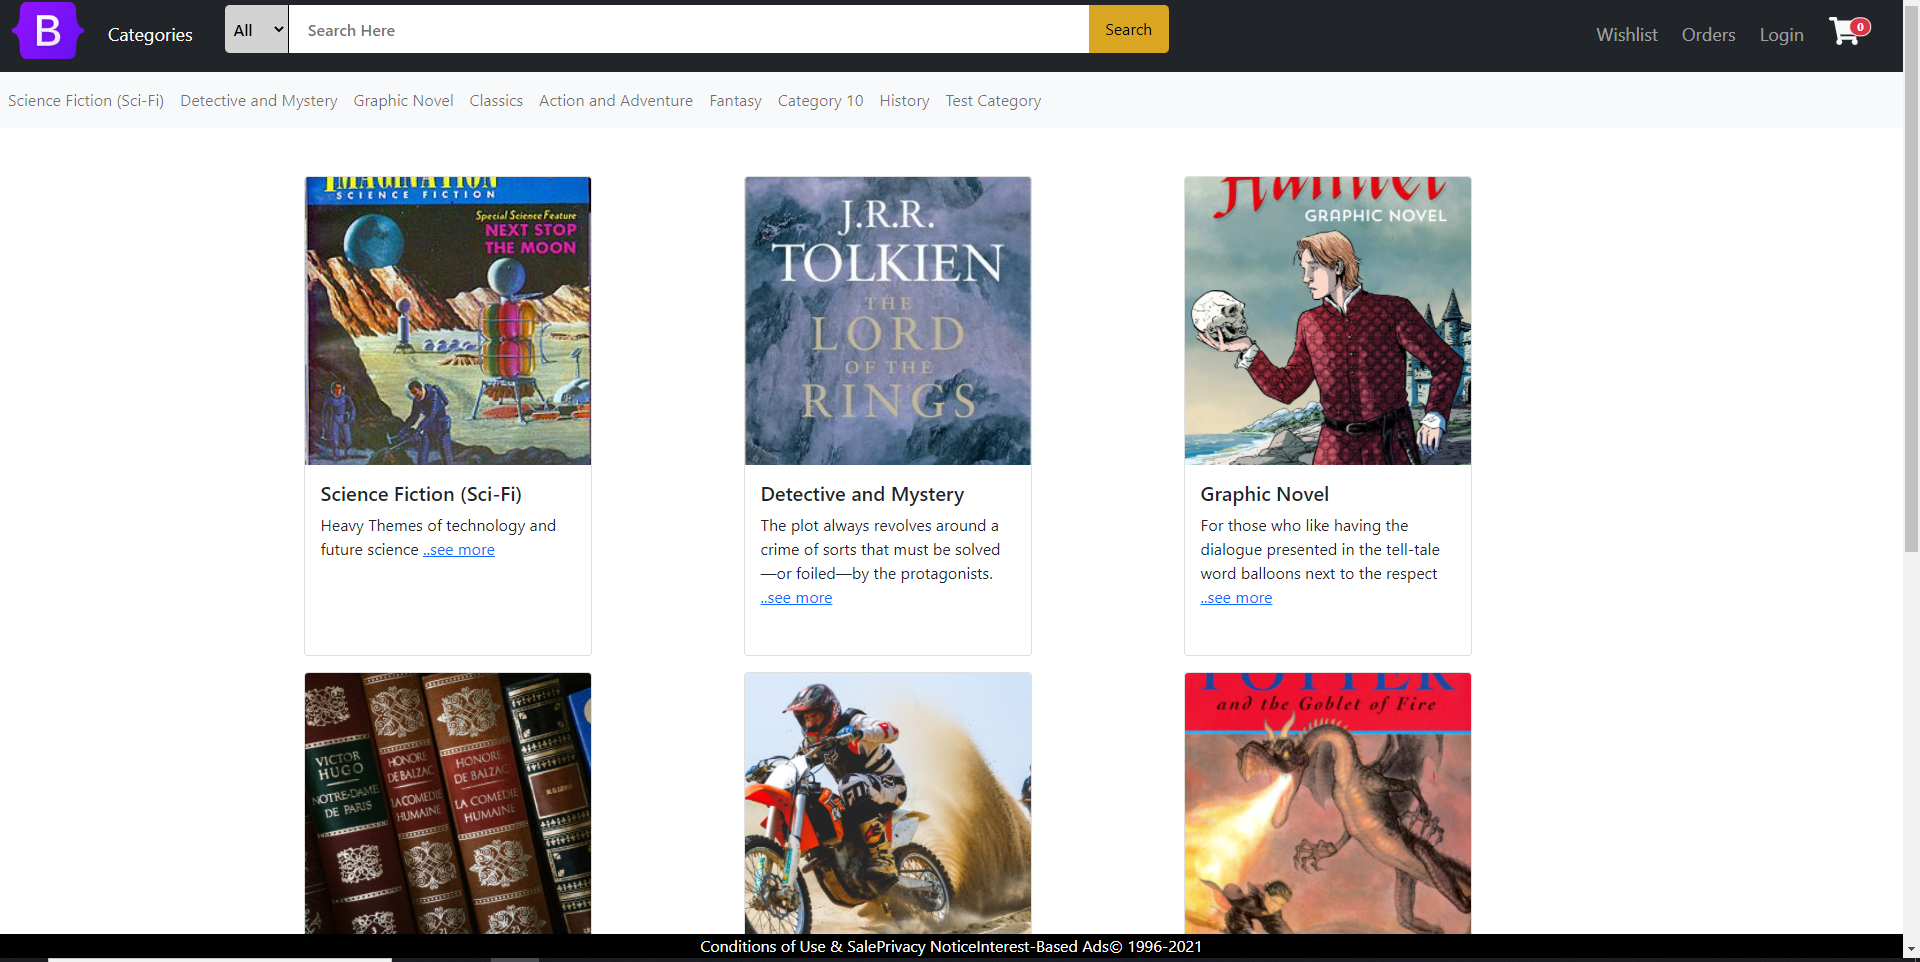 B
Categories
All
Search Here
Search
Wishlist
Orders
Login
0
Science Fiction (Sci-Fi)
Detective and Mystery
Graphic Novel
Classics
Action and Adventure
Fantasy
Category 10
History
Test Category
IMAGINATION
SCIENCE FICTION
Special Science Feature
NEXT STOP
THE MOON
Science Fiction (Sci-Fi)
Heavy Themes of technology and
future science ..see more
J.R.R.
TOLKIEN
THE
LORD
OF THE
RINGS
Detective and Mystery
The plot always revolves around a
crime of sorts that must be solved
—or foiled—by the protagonists.
..see more
Hamlet
GRAPHIC NOVEL
Graphic Novel
For those who like having the
dialogue presented in the tell-tale
word balloons next to the respect
..see more
VICTOR
HUGO
NOTRE-DAME
DE PARIS
HONORE
DE BALZAC
LA COMEDIE
HUMAINE
HONORE
DE BALZAC
LA COMEDIE
HUMAINE
POTTER
and the Goblet of Fire
Conditions of Use & SalePrivacy NoticeInterest-Based Ads© 1996-2021